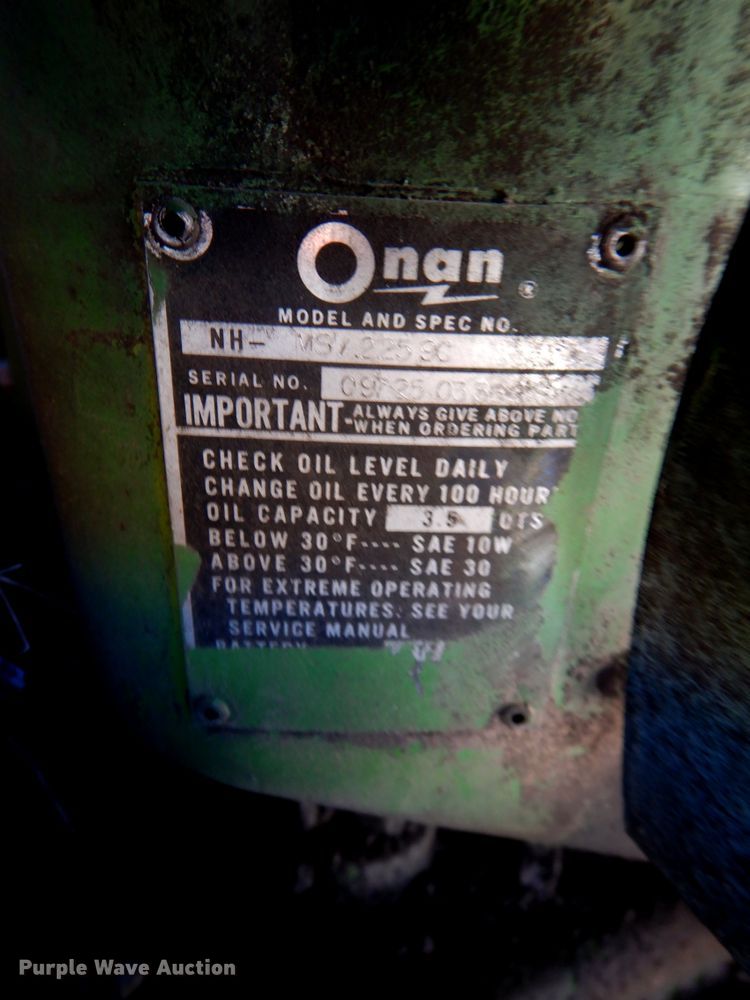 Onan ®
MODEL AND SPEC NO.
NH-
SERIAL NO.
IMPORTANT-ALWAYS GIVE ABOVE NO
-WHEN ORDERING PART
CHECK OIL LEVEL DAILY
CHANGE OIL EVERY 100 HOUR
OIL CAPACITY 3.5 QTS
BELOW 30°F---- SAE 10W
ABOVE 30°F---- SAE 30
FOR EXTREME OPERATING
TEMPERATURES: SEE YOUR
SERVICE MANUAL
BATTERY
Purple Wave Auction